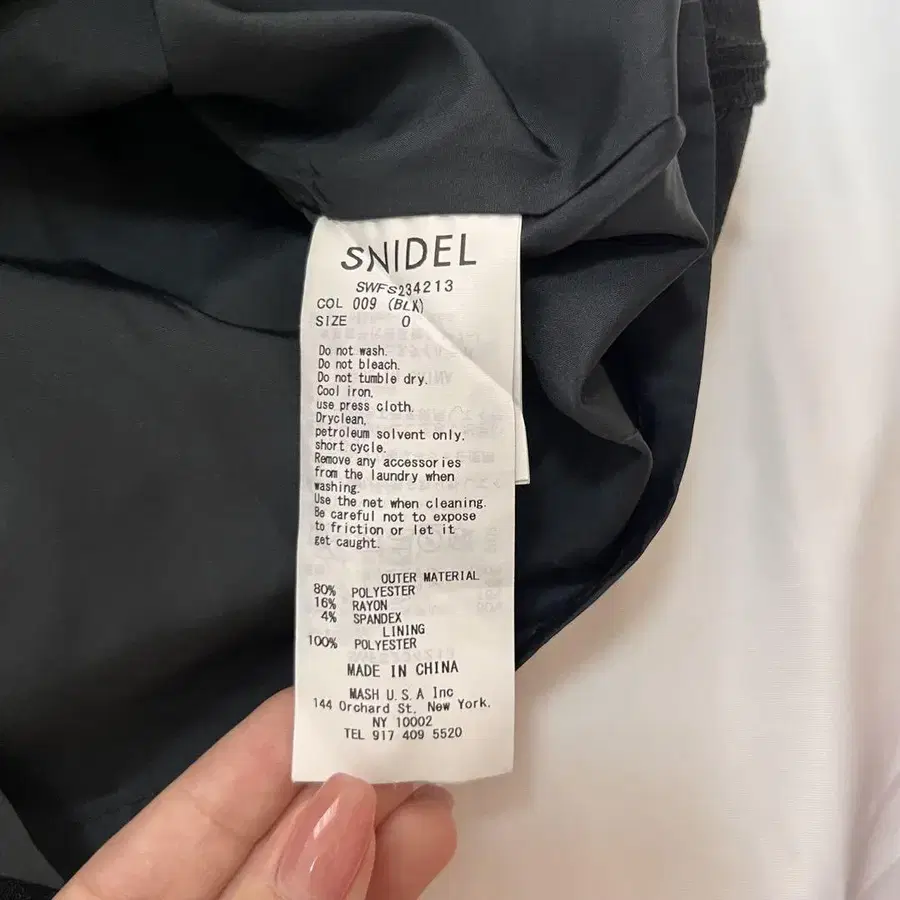 SNIDEL
SWFS234213
COL 009 (BLK)
SIZE 0
Do not wash.
Do not bleach.
Do not tumble dry.
Cool iron,
use press cloth.
Dryclean,
petroleum solvent only.
short cycle.
Remove any accessories
from the laundry when
washing.
Use the net when cleaning.
Be careful not to expose
to friction or let it
get caught.
OUTER MATERIAL
80% POLYESTER
16% RAYON
4% SPANDEX
LINING
100% POLYESTER
MADE IN CHINA
MASH U.S.A Inc
144 Orchard St, New York.
NY 10002
TEL 917 409 5520